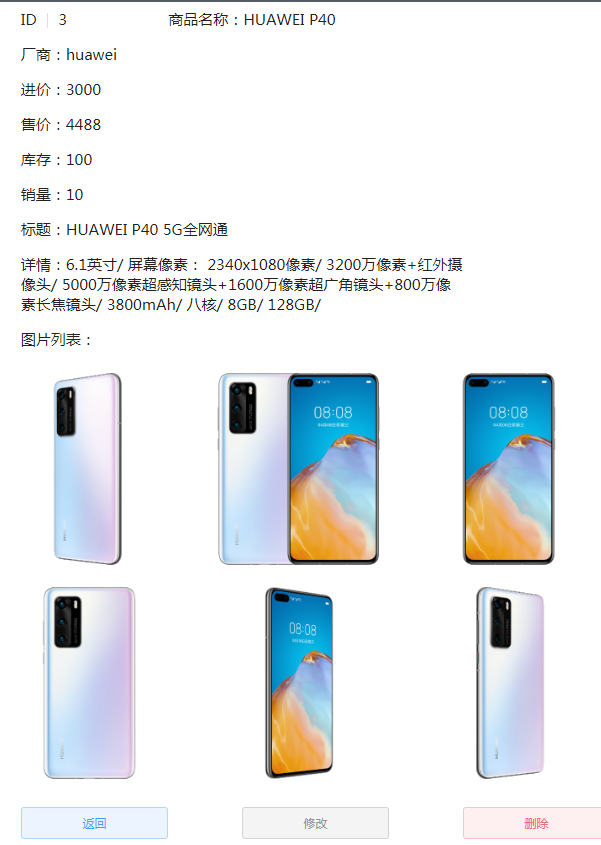 ID 3 商品名称：HUAWEI P40
厂商：huawei
进价：3000
售价：4488
库存：100
销量：10
标题：HUAWEI P40 5G全网通
详情：6.1英寸/ 屏幕像素： 2340x1080像素/ 3200万像素+红外摄
像头/ 5000万像素超感知镜头+1600万像素超广角镜头+800万像
素长焦镜头/ 3800mAh/ 八核/ 8GB/ 128GB/
图片列表：
08:08
08:08
08:08
返回 修改 删除